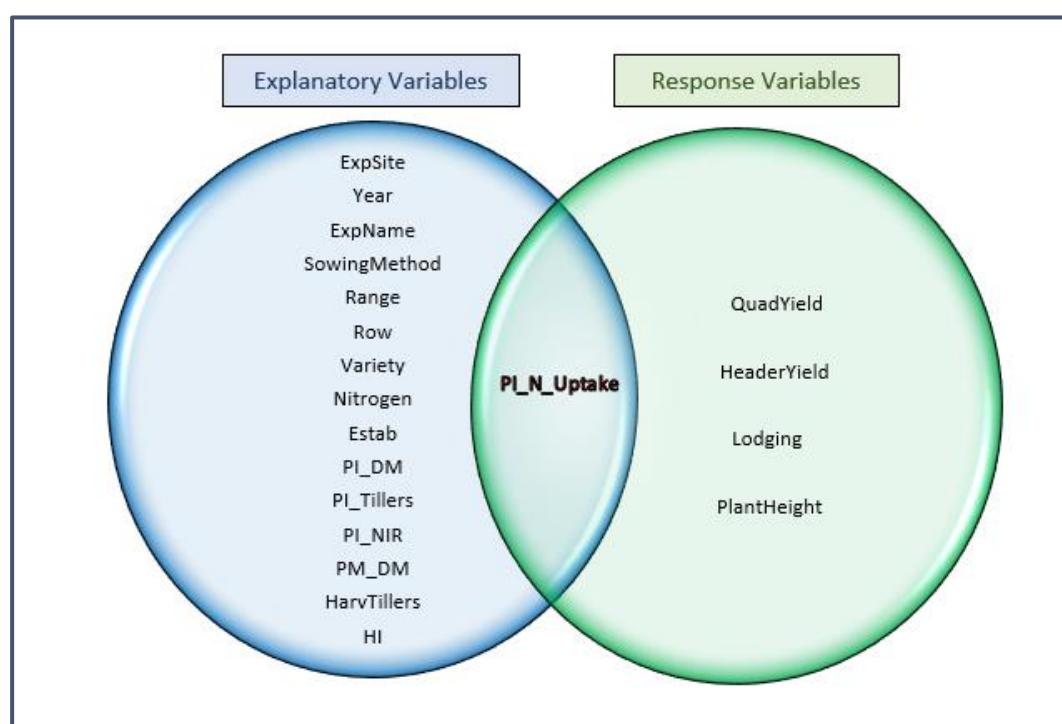 Explanatory Variables
Response Variables
ExpSite
Year
ExpName
SowingMethod
Range
Row
Variety
Nitrogen
Estab
PI_DM
PI_Tillers
PI_NIR
PM_DM
HarvTillers
HI
PI_N_Uptake
QuadYield
HeaderYield
Lodging
PlantHeight